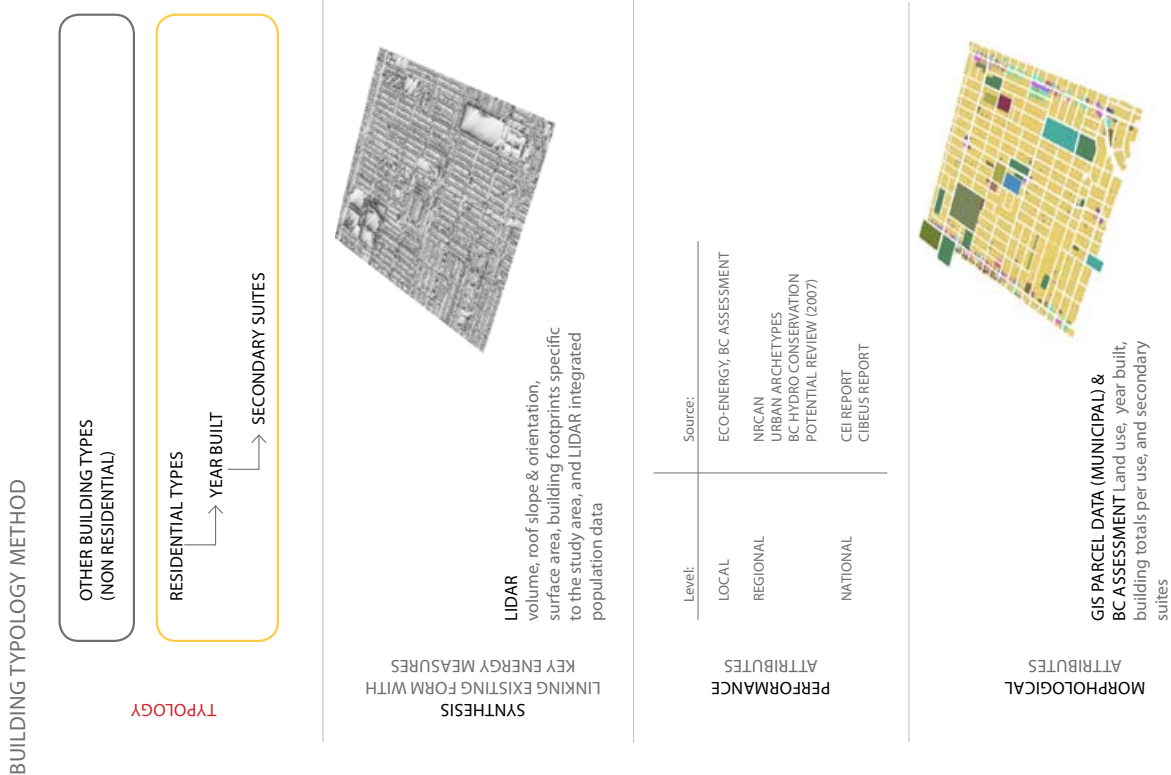 BUILDING TYPOLOGY METHOD
TYPOLOGY
OTHER BUILDING TYPES
(NON RESIDENTIAL)
RESIDENTIAL TYPES
YEAR BUILT
SECONDARY SUITES
SYNTHESIS
LINKING EXISTING FORM WITH
KEY ENERGY MEASURES
LIDAR
volume, roof slope & orientation,
surface area, building footprints specific
to the study area, and LIDAR integrated
population data
PERFORMANCE
ATTRIBUTES
Level:
Source:
LOCAL
ECO-ENERGY, BC ASSESSMENT
REGIONAL
NRCAN
URBAN ARCHETYPES
BC HYDRO CONSERVATION
POTENTIAL REVIEW (2007)
NATIONAL
CEI REPORT
CIBEUS REPORT
MORPHOLOGICAL
ATTRIBUTES
GIS PARCEL DATA (MUNICIPAL) &
BC ASSESSMENT Land use, year built,
building totals per use, and secondary
suites